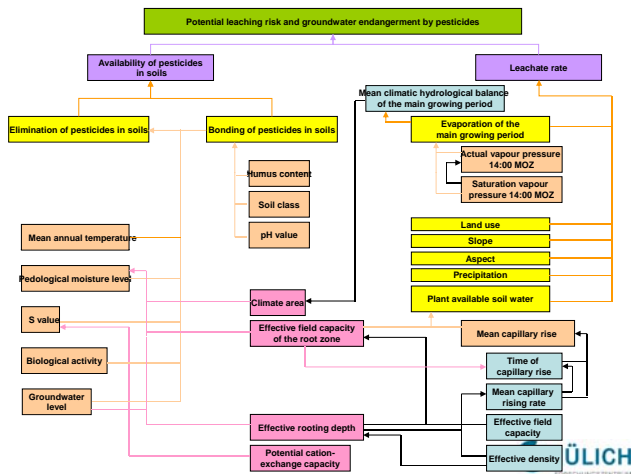 Potential leaching risk and groundwater endangerment by pesticides
Availability of pesticides
in soils
Leachate rate
Mean climatic hydrological balance
of the main growing period
Elimination of pesticides in soils
Bonding of pesticides in soils
Evaporation of the
main growing period
Actual vapour pressure
14:00 MOZ
Humus content
Saturation vapour
pressure 14:00 MOZ
Soil class
Mean annual temperature
pH value
Land use
Slope
Aspect
Pedological moisture level
Precipitation
Climate area
Plant available soil water
S value
Effective field capacity
of the root zone
Mean capillary rise
Biological activity
Time of
capillary rise
Groundwater
level
Mean capillary
rising rate
Effective rooting depth
Effective field
capacity
Potential cation-
exchange capacity
Effective density
ÜLICH